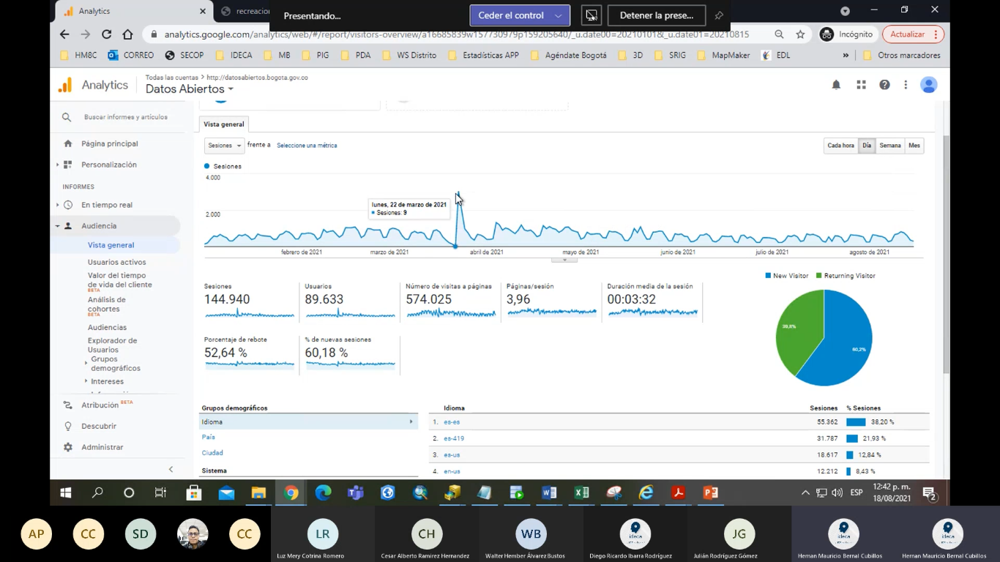 Analytics
recreacion
Presentando...
Ceder el control
Detener la prese...
analytics.google.com/analytics/web/#/report/visitors-overview/a16685839w157730979p159205640/_u.date00=20210101&_u.date01=20210815
Incógnito
Actualizar
HM8C
CORREO
SECOP
IDECA
MB
PIG
PDA
WS Distrito
Estadísticas APP
Agéndate Bogotá
3D
SRIG
MapMaker
EDL
»
Otros marcadores
Analytics
Todas las cuentas > http://datosabiertos.bogota.gov.co
Datos Abiertos
Buscar informes y artículos
Página principal
Personalización
INFORMES
En tiempo real
Audiencia
Vista general
Usuarios activos
Valor del tiempo
de vida del cliente
BETA
Análisis de
cohortes
BETA
Audiencias
Explorador de
Usuarios
Grupos
demográficos
Intereses
Atribución BETA
Descubrir
Administrar
Vista general
Sesiones
frente a
Seleccione una métrica
Cada hora
Día
Semana
Mes
Sesiones
4.000
2.000
lunes, 22 de marzo de 2021
Sesiones: 9
febrero de 2021
marzo de 2021
abril de 2021
mayo de 2021
junio de 2021
julio de 2021
agosto de 2021
Sesiones
144.940
Usuarios
89.633
Número de visitas a páginas
574.025
Páginas/sesión
3,96
Duración media de la sesión
00:03:32
Porcentaje de rebote
52,64 %
% de nuevas sesiones
60,18 %
New Visitor
Returning Visitor
39,8%
60,2%
Grupos demográficos
Idioma
País
Ciudad
Sistema
Idioma
Sesiones
% Sesiones
1. es-es 55.362 38,20 %
2. es-419 31.787 21,93 %
3. es-us 18.617 12,84 %
4. en-us 12.212 8,43 %
ESP
12:42 p. m.
18/08/2021
2
AP
CC
SD
CC
LR
Luz Mery Cotrina Romero
CH
Cesar Alberto Ramirez Hernandez
WB
Walter Hember Álvarez Bustos
ideca
Diego Ricardo Ibarra Rodríguez
JG
Julián Rodríguez Gómez
ideca
Hernan Mauricio Bernal Cubillos
ideca
Hernan Mauricio Bernal Cubillos